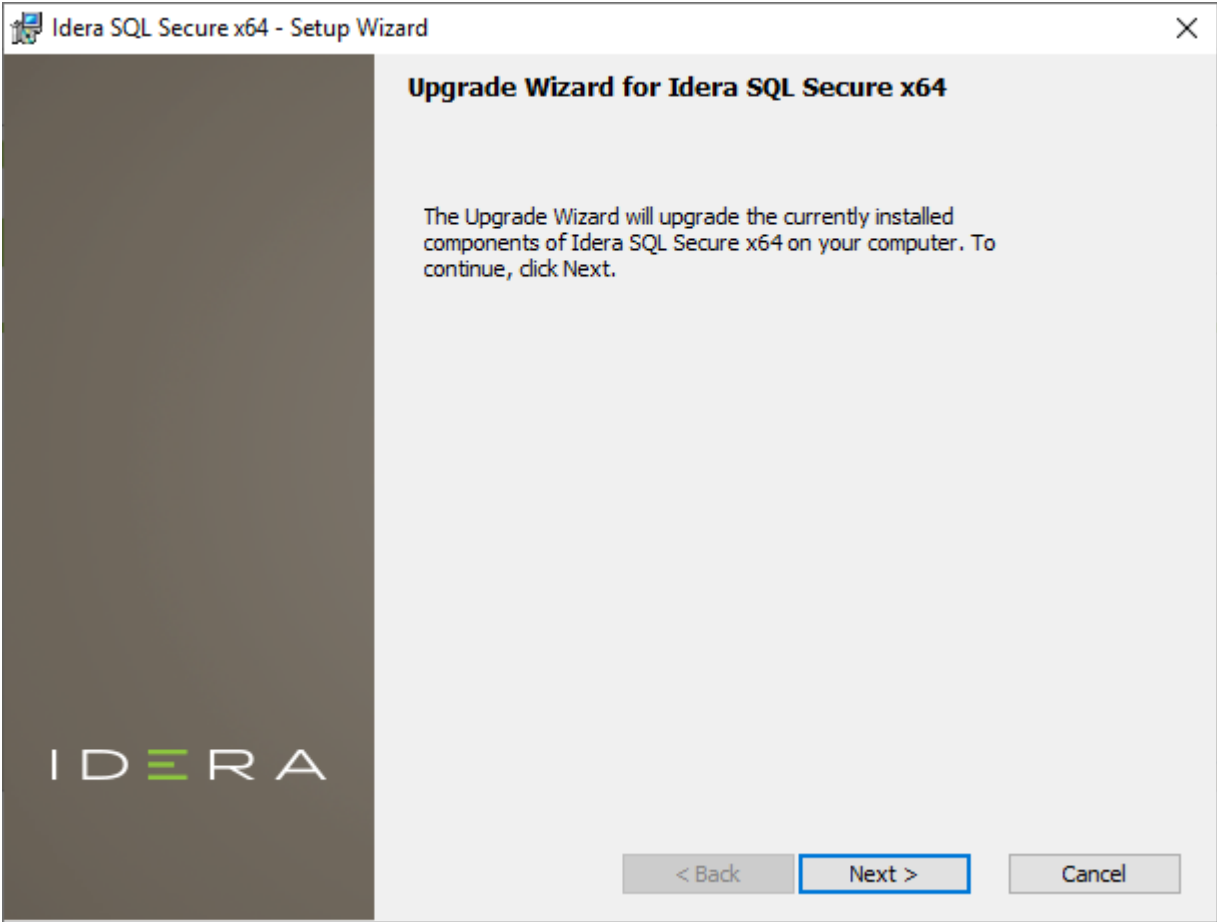 Idera SQL Secure x64 - Setup Wizard
Upgrade Wizard for Idera SQL Secure x64
The Upgrade Wizard will upgrade the currently installed
components of Idera SQL Secure x64 on your computer. To
continue, click Next.
IDERA
< Back Next > Cancel